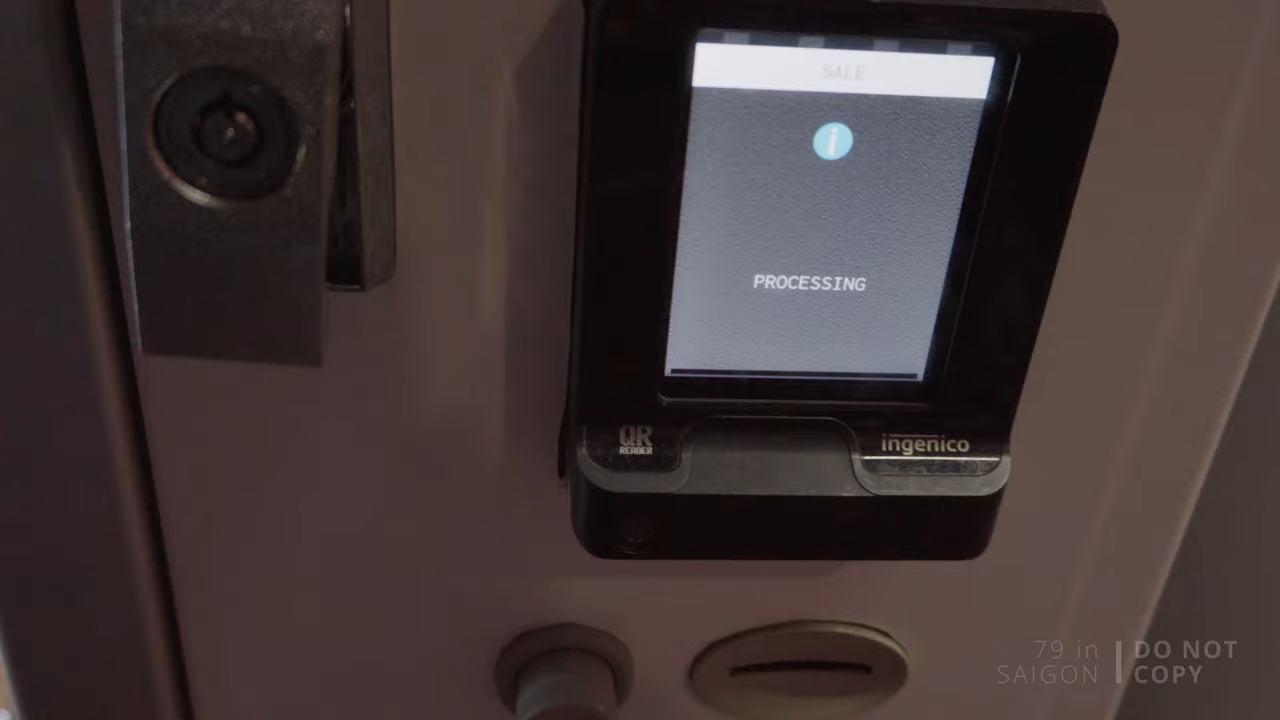 SALE
i
PROCESSING
QR
READER
ingenico
79 in
SAIGON
DO NOT
COPY